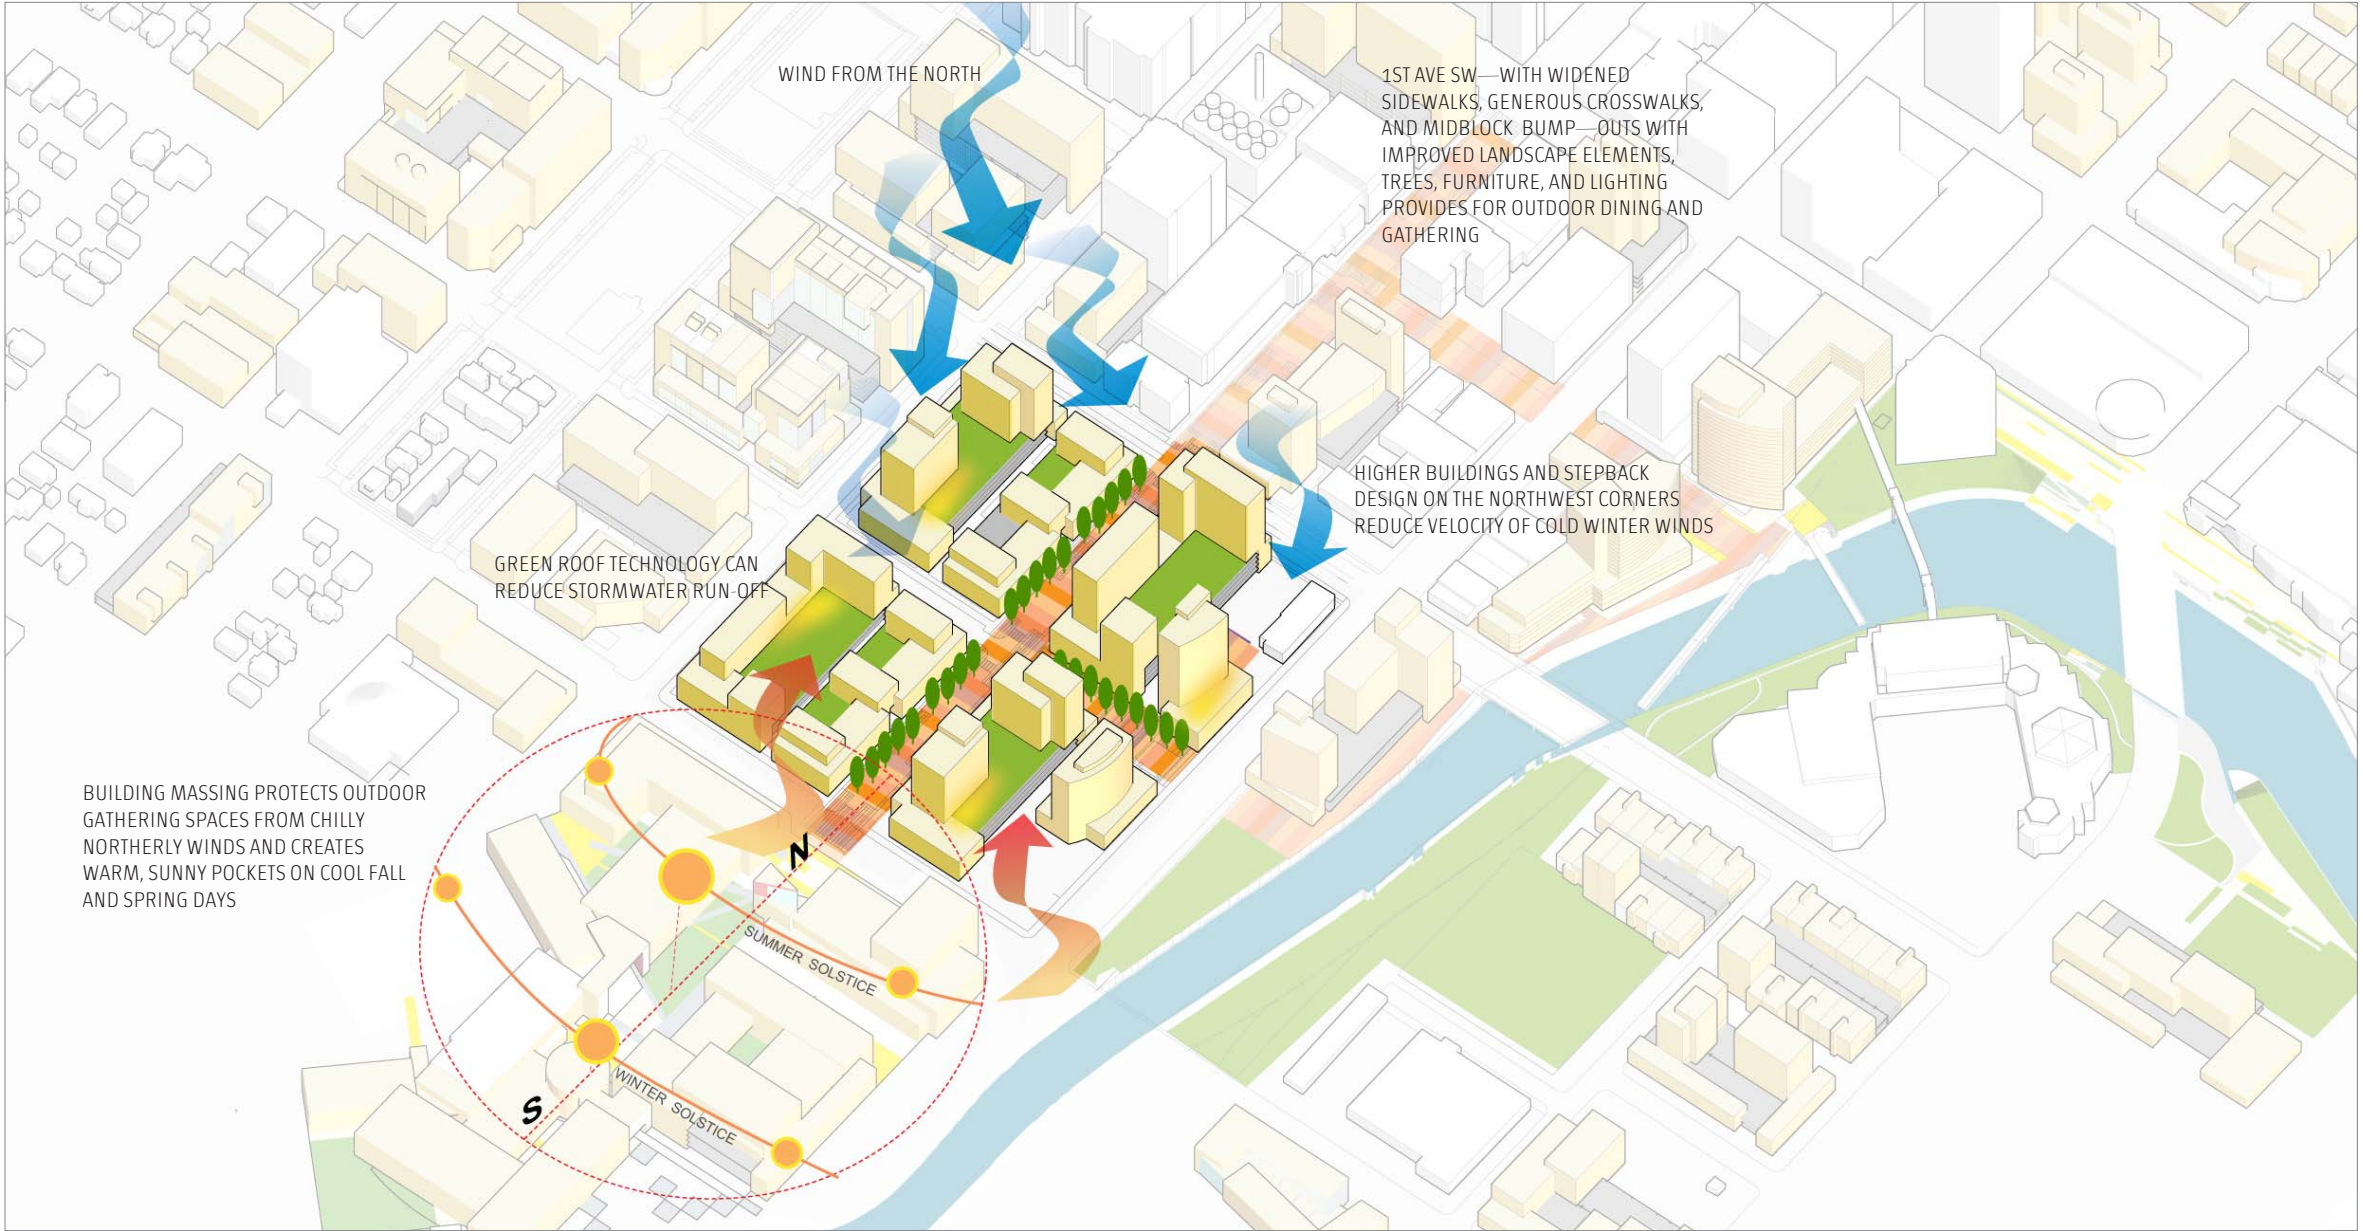 WIND FROM THE NORTH
1ST AVE SW—WITH WIDENED
SIDEWALKS, GENEROUS CROSSWALKS,
AND MIDBLOCK BUMP—OUTS WITH
IMPROVED LANDSCAPE ELEMENTS,
TREES, FURNITURE, AND LIGHTING
PROVIDES FOR OUTDOOR DINING AND
GATHERING
HIGHER BUILDINGS AND STEPBACK
DESIGN ON THE NORTHWEST CORNERS
REDUCE VELOCITY OF COLD WINTER WINDS
GREEN ROOF TECHNOLOGY CAN
REDUCE STORMWATER RUN-OFF
BUILDING MASSING PROTECTS OUTDOOR
GATHERING SPACES FROM CHILLY
NORTHERLY WINDS AND CREATES
WARM, SUNNY POCKETS ON COOL FALL
AND SPRING DAYS
N
SUMMER SOLSTICE
WINTER SOLSTICE
S